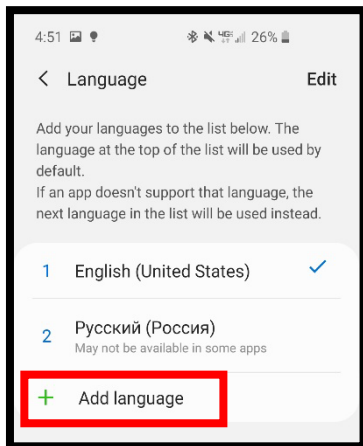 4:51 26%
Language Edit
Add your languages to the list below. The
language at the top of the list will be used by
default.
If an app doesn't support that language, the
next language in the list will be used instead.
1 English (United States)
2 Русский (Россия)
May not be available in some apps
+ Add language